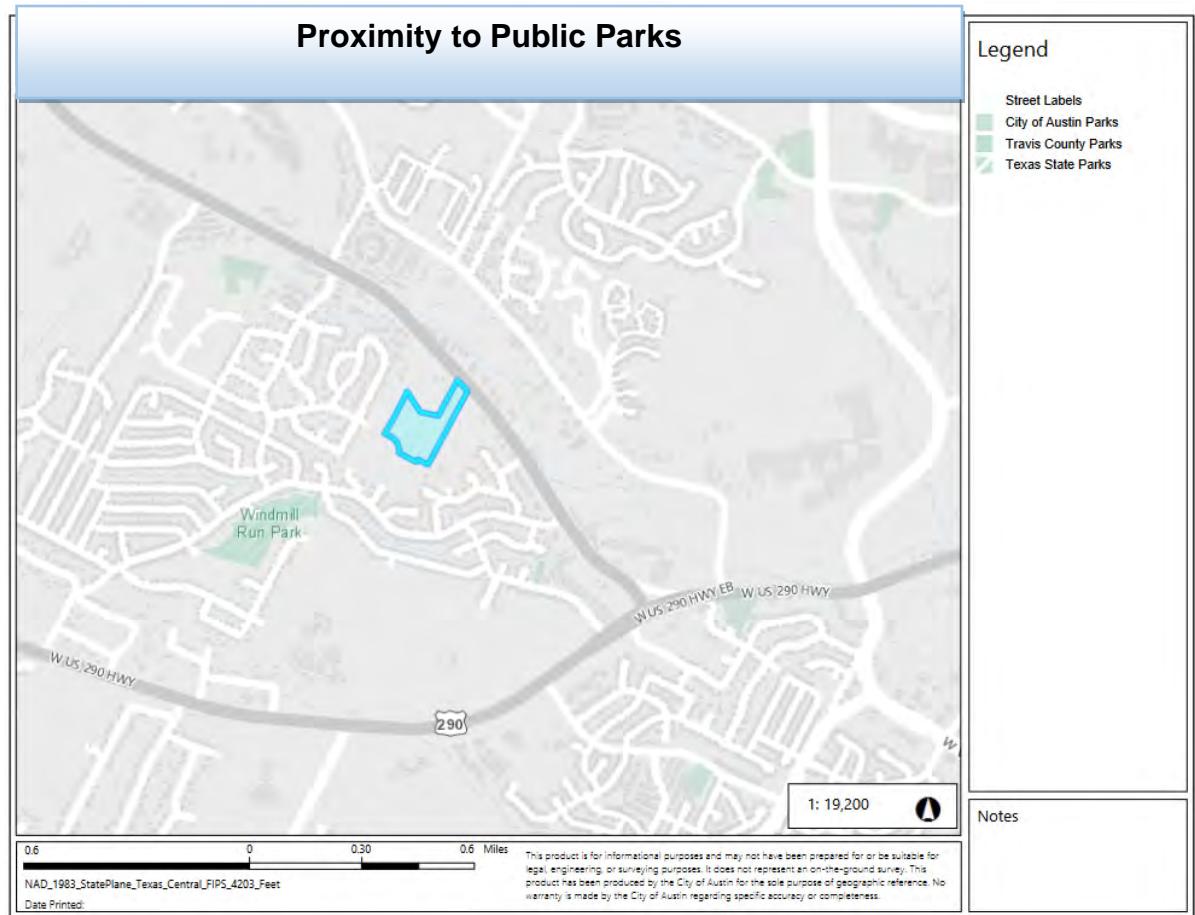 Proximity to Public Parks
Legend
Street Labels
City of Austin Parks
Travis County Parks
Texas State Parks
Windmill
Run Park
W US 290 HWY EB
W US 290 HWY
W US 290 HWY
290
1: 19,200
Notes
0.6 0 0.30 0.6 Miles
NAD_1983_StatePlane_Texas_Central_FIPS_4203_Feet
Date Printed:
This product is for informational purposes and may not have been prepared for or be suitable for
legal, engineering, or surveying purposes. It does not represent an on-the-ground survey. This
product has been produced by the City of Austin for the sole purpose of geographic reference. No
warranty is made by the City of Austin regarding specific accuracy or completeness.